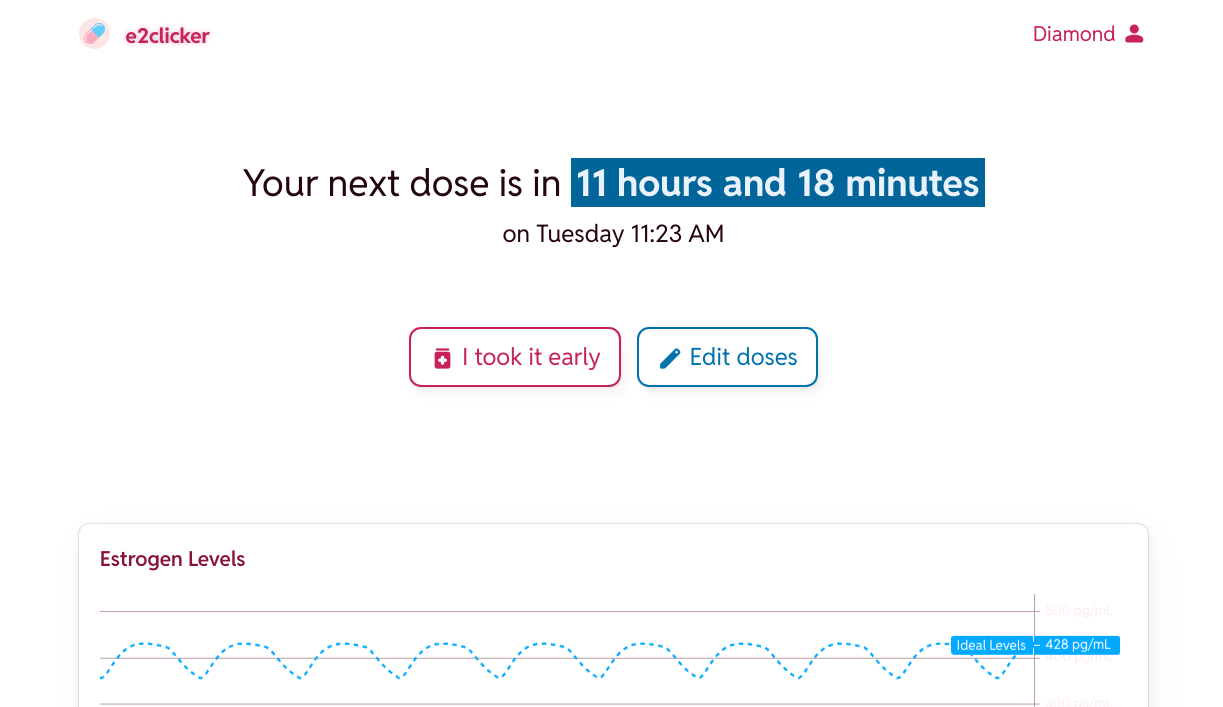 e2clicker
Diamond
Your next dose is in 11 hours and 18 minutes
on Tuesday 11:23 AM
I took it early
Edit doses
Estrogen Levels
500 pg/mL
Ideal Levels
428 pg/mL
400 pg/mL
300 pg/mL